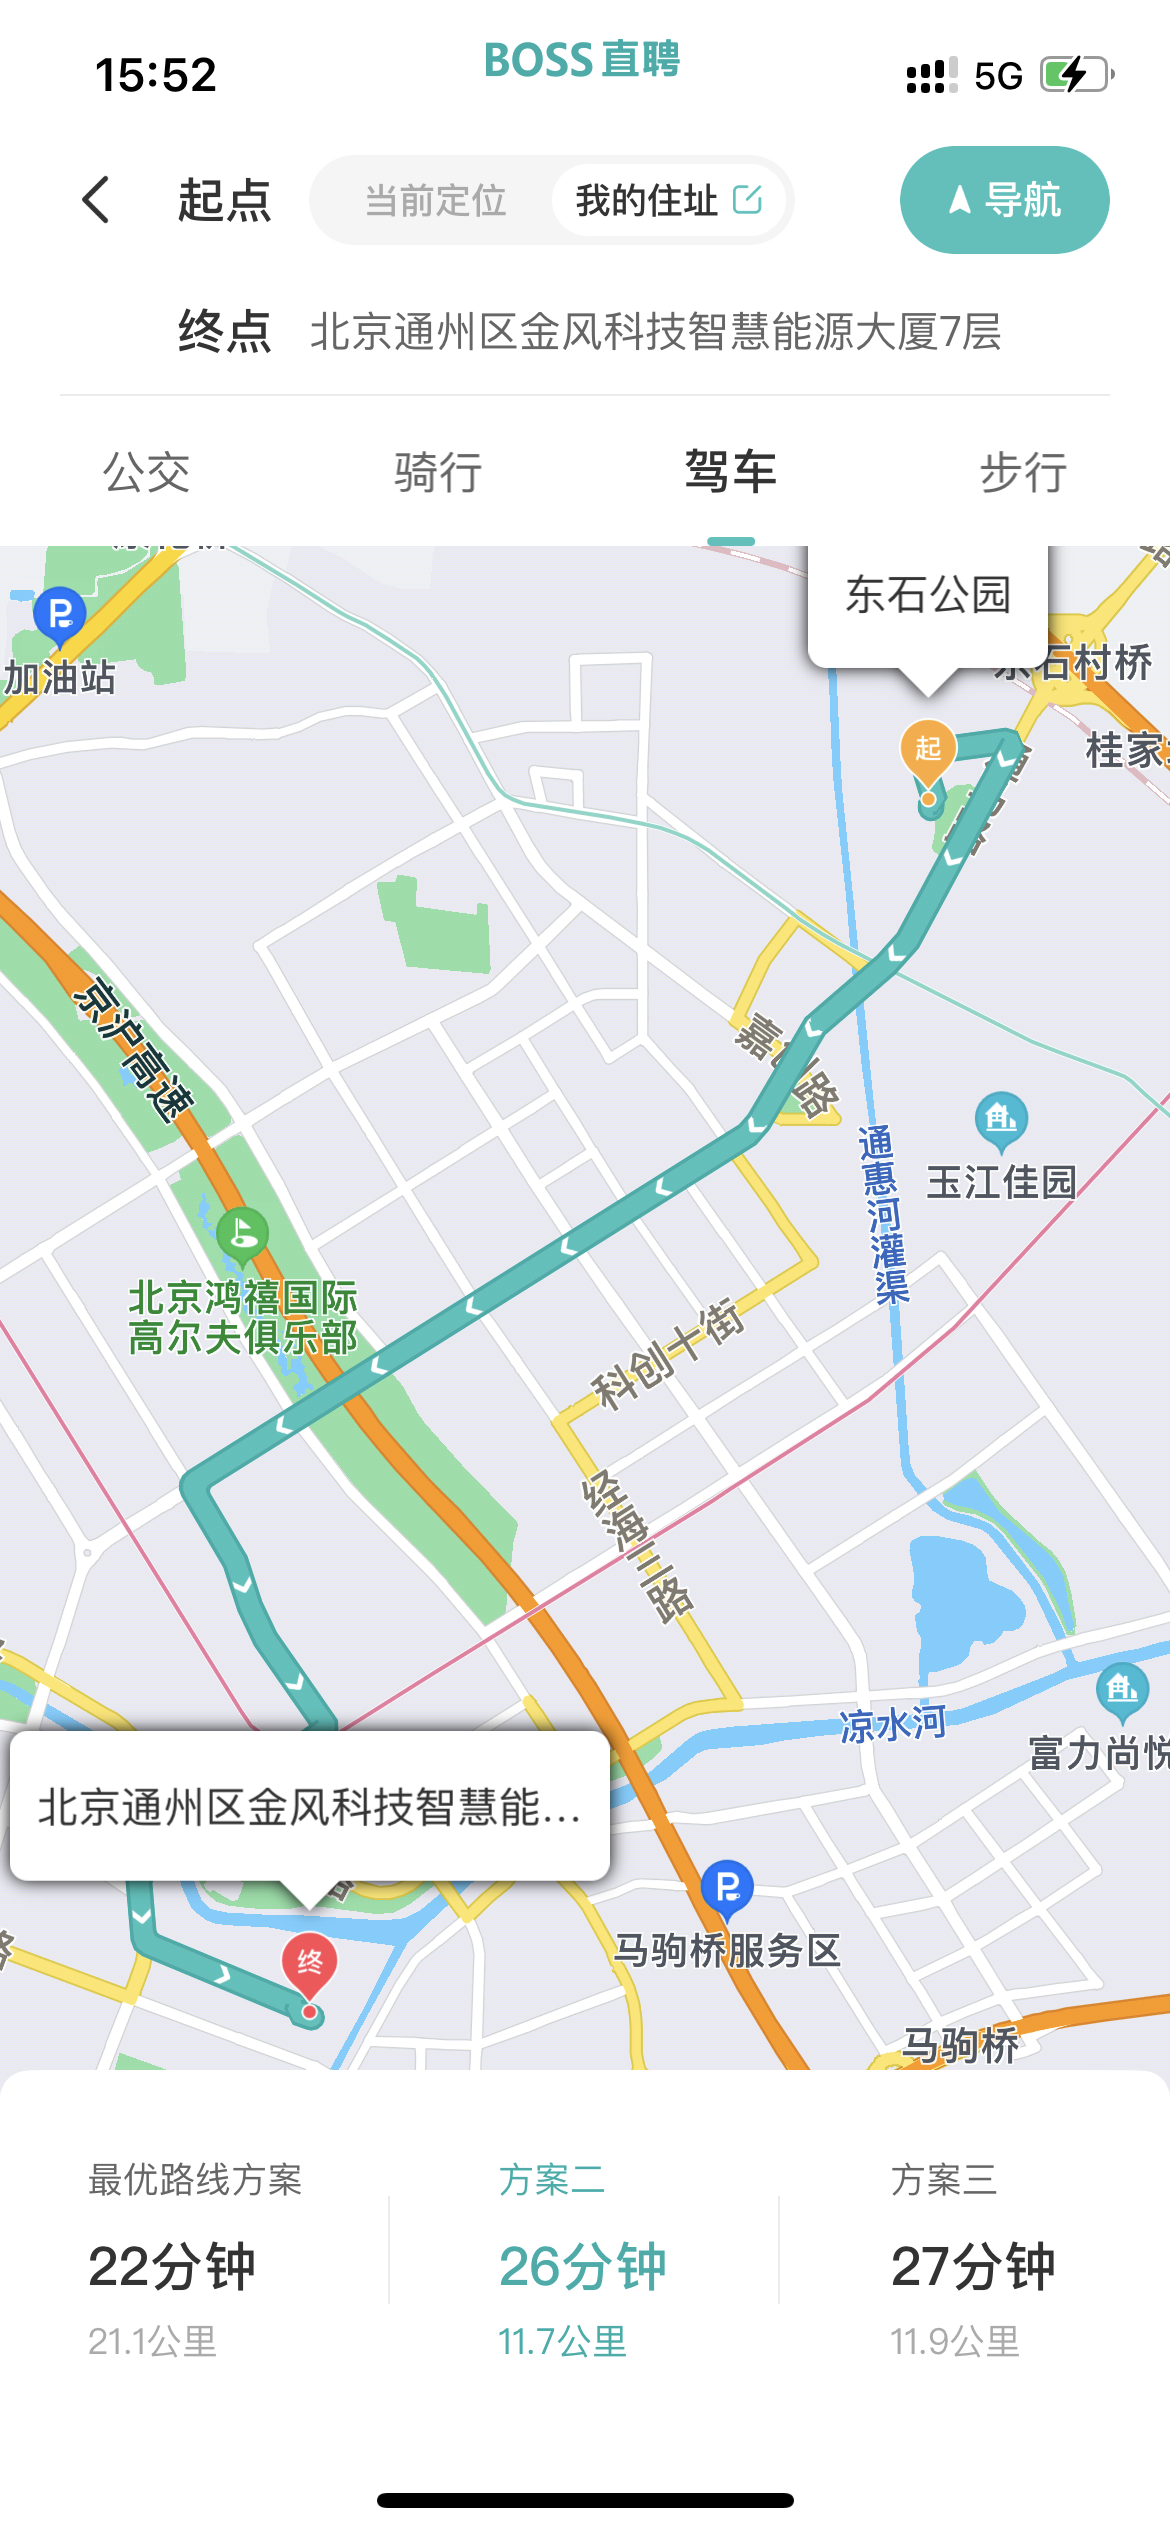 15:52
BOSS 直聘
5G
起点
当前定位
我的住址
导航
终点
北京通州区金风科技智慧能源大厦7层
公交
骑行
驾车
步行
东石公园
加油站
石村桥
桂家
起
京沪高速
嘉创路
通惠河灌渠
玉江佳园
北京鸿禧国际
高尔夫俱乐部
科创十街
经海三路
凉水河
富力尚悦
北京通州区金风科技智慧能...
路
终
马驹桥服务区
马驹桥
最优路线方案
22分钟
21.1公里
方案二
26分钟
11.7公里
方案三
27分钟
11.9公里